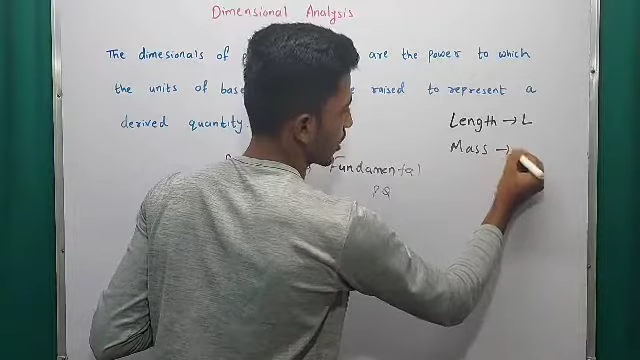 Dimensional Analysis
The dimesionals of are the power to which
the units of base raised to represent a
derived quantity
Length → L
Mass →
Fundamental
PQ